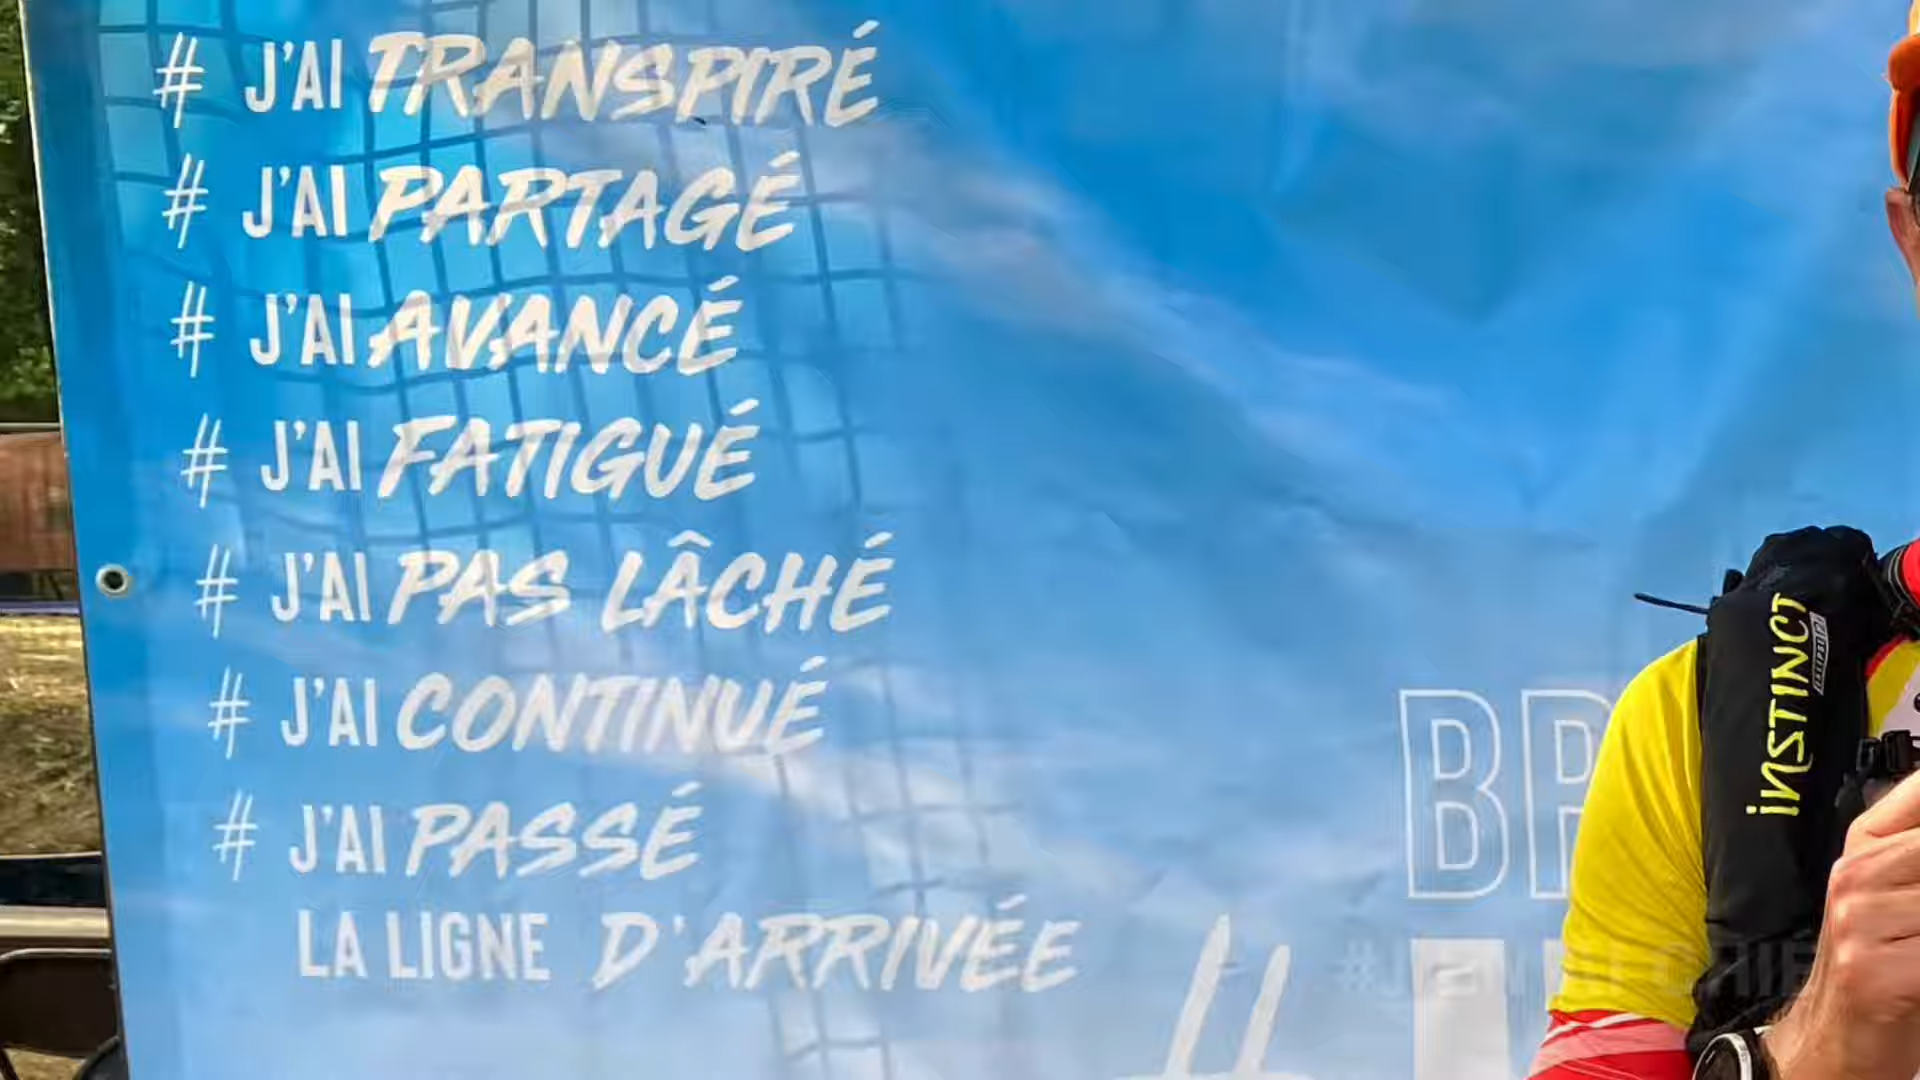 # J'AI TRANSPIRÉ
# J'AI PARTAGÉ
# J'AI AVANCÉ
# J'AI FATIGUÉ
# J'AI PAS LÂCHÉ
# J'AI CONTINUÉ
# J'AI PASSÉ
LA LIGNE D'ARRIVÉE
INSTINCT
BR
#